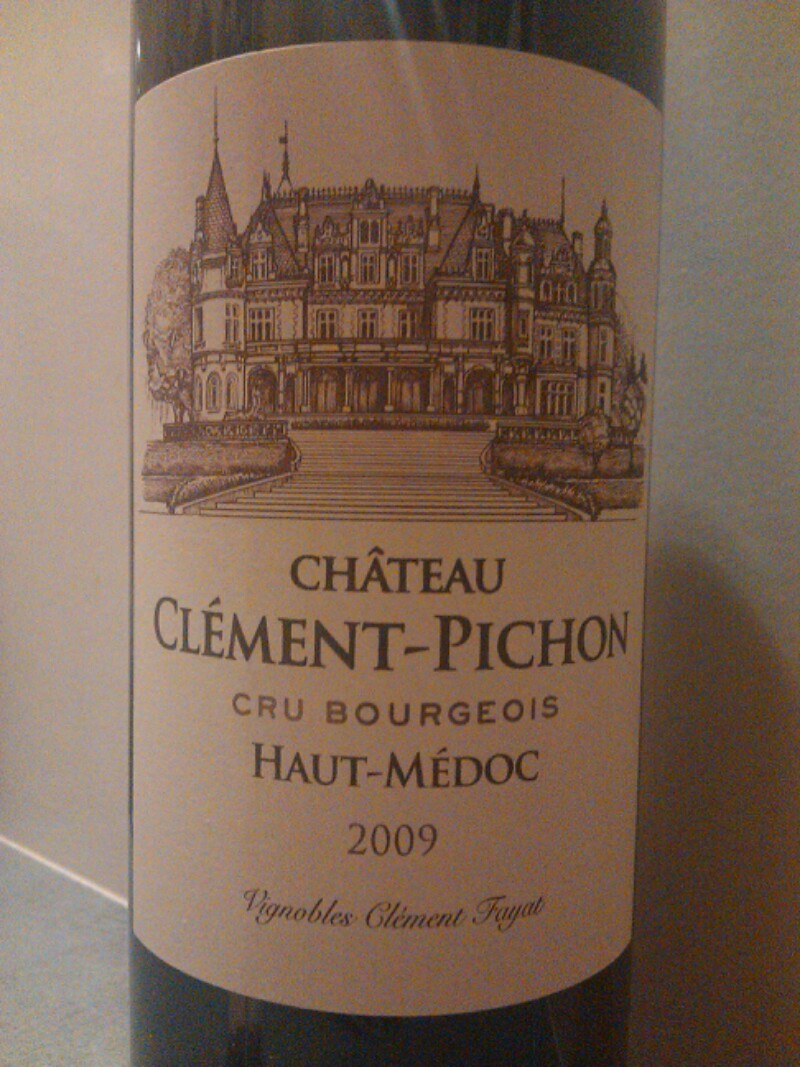 CHÂTEAU
CLÉMENT-PICHON
CRU BOURGEOIS
HAUT-MÉDOC
2009
Vignobles Clément Fayat